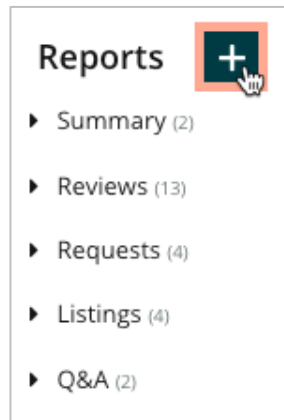 Reports +
Summary (2)
Reviews (13)
Requests (4)
Listings (4)
Q&A (2)